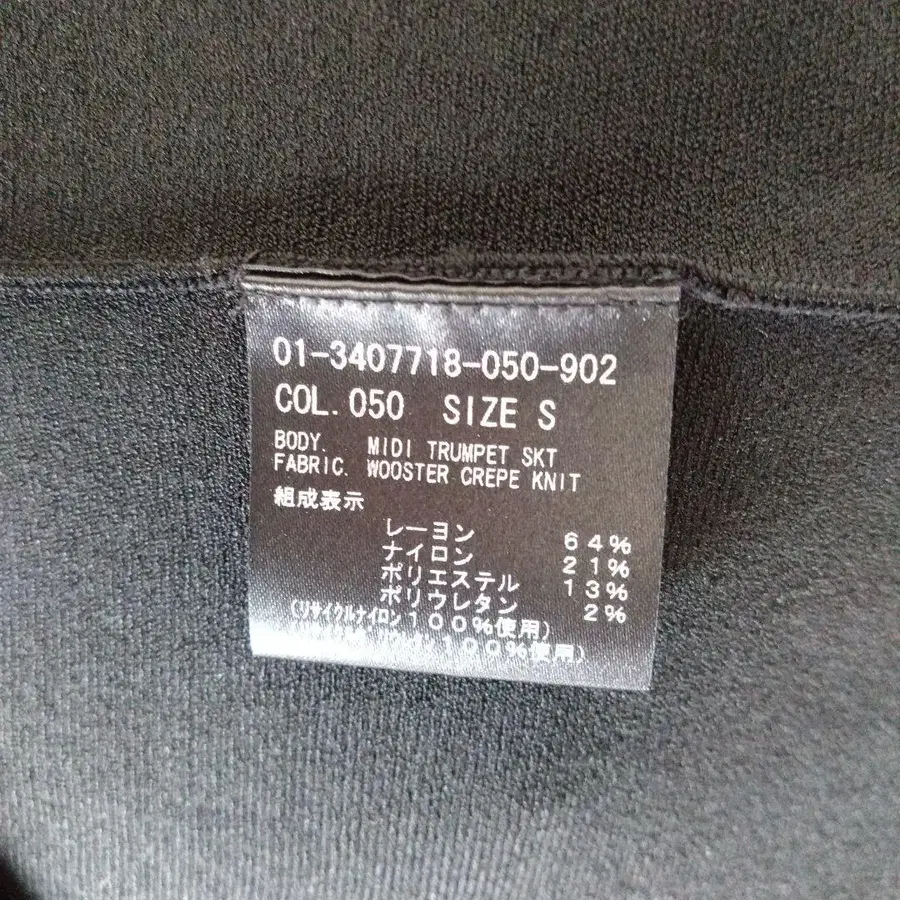 01-3407718-050-902
COL.050 SIZE S
BODY. MIDI TRUMPET SKT
FABRIC. WOOSTER CREPE KNIT
組成表示
レーヨン 64%
ナイロン 21%
ポリエステル 13%
ポリウレタン 2%
(リサイクルナイロン100%使用)
100%使用)